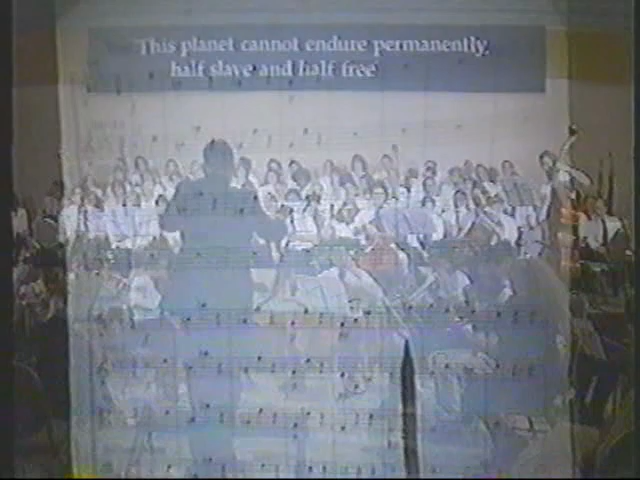 This planet cannot endure permanently,
half slave and half free